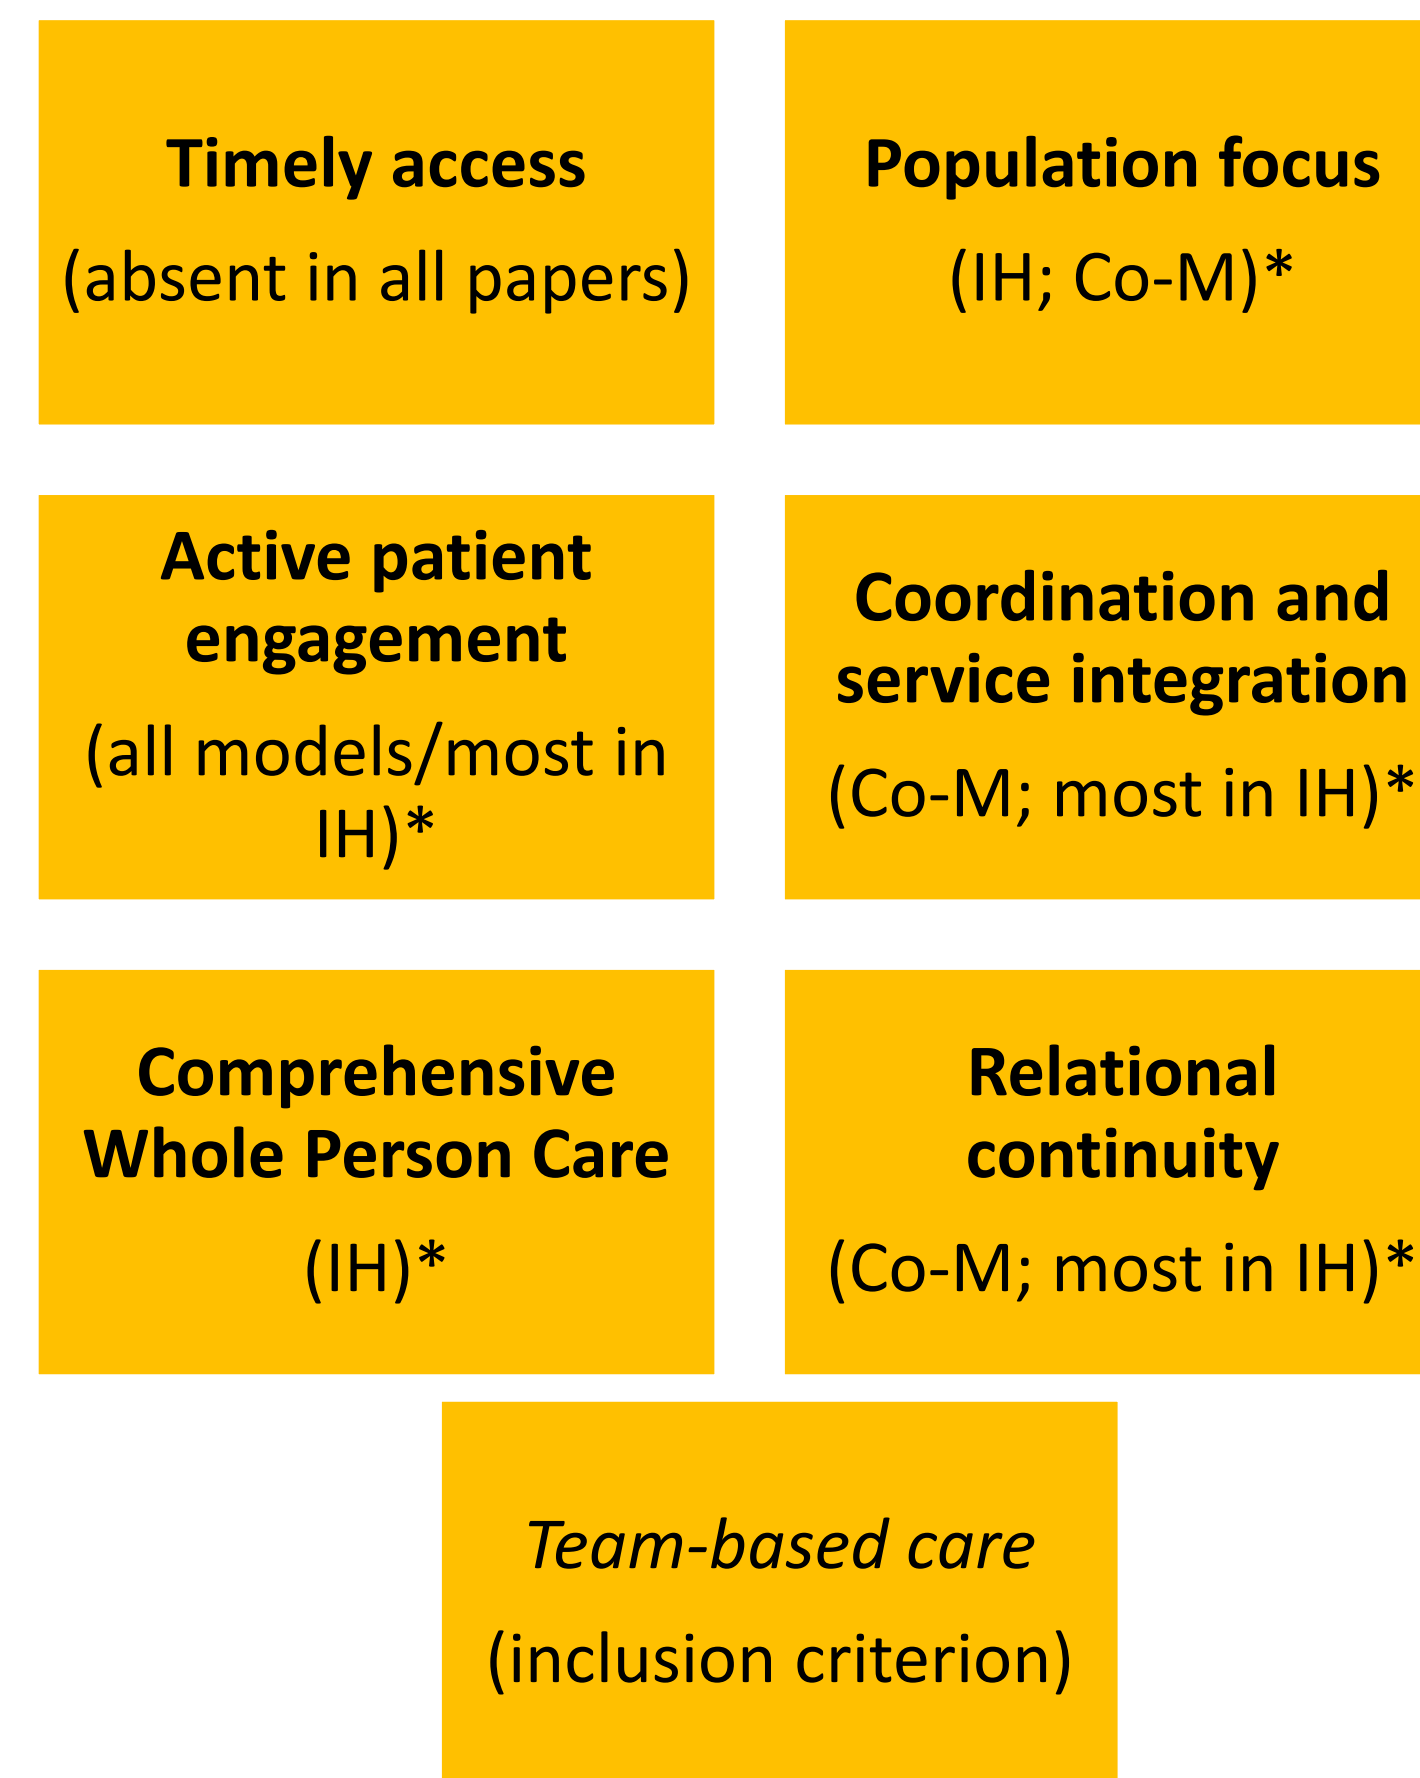 Timely access
(absent in all papers)
Population focus
(IH; Co-M)*
Active patient
engagement
(all models/most in
IH)*
Coordination and
service integration
(Co-M; most in IH)*
Comprehensive
Whole Person Care
(IH)*
Relational
continuity
(Co-M; most in IH)*
Team-based care
(inclusion criterion)